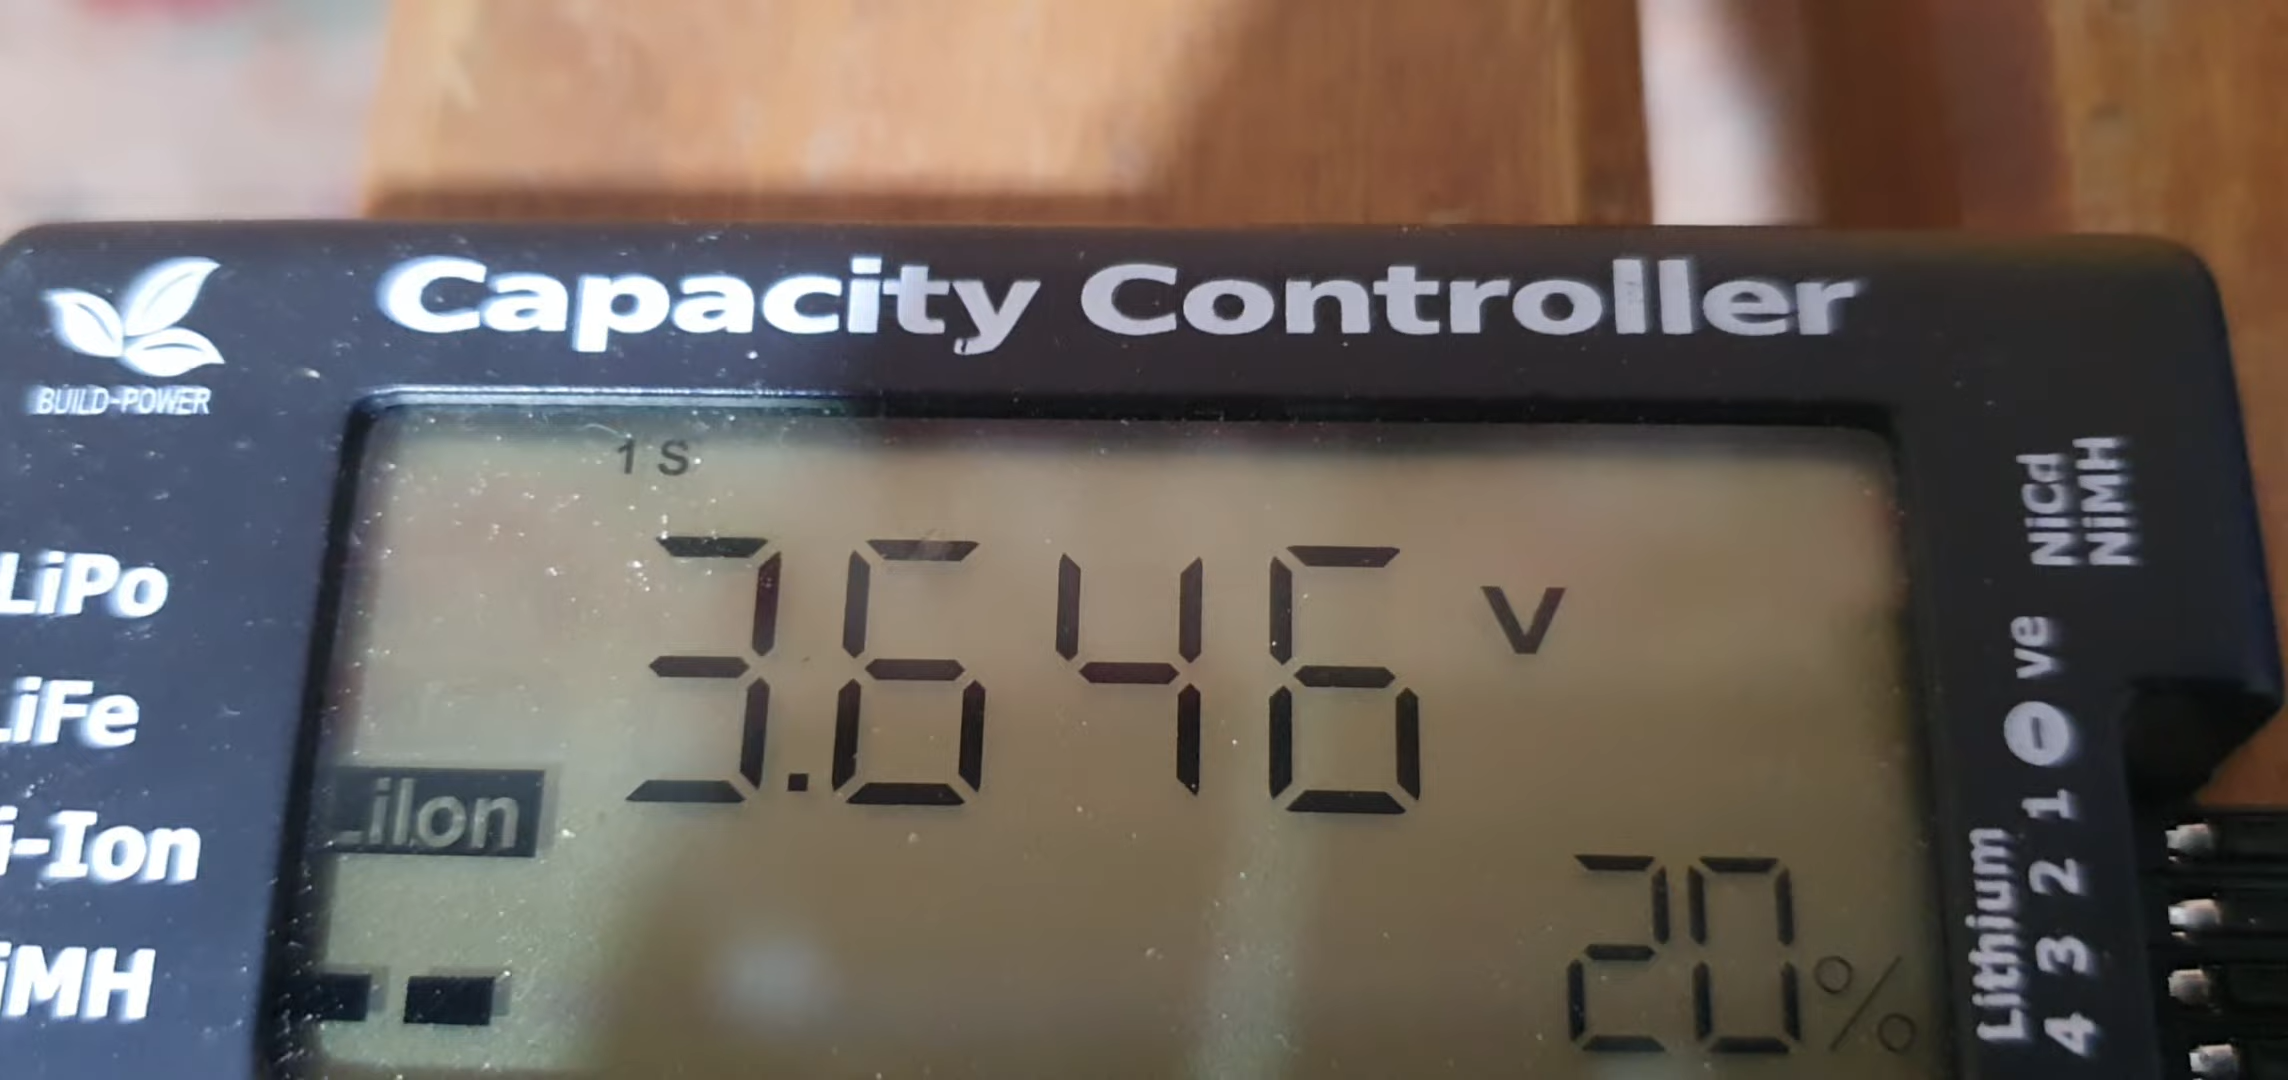 Capacity Controller
BUILD-POWER
1 S
3.646 V
LiPo
LiFe
LiIon
i-Ion
iMH
20%
NiCd
NiMH
⊖ ve
Lithium
4 3 2 1